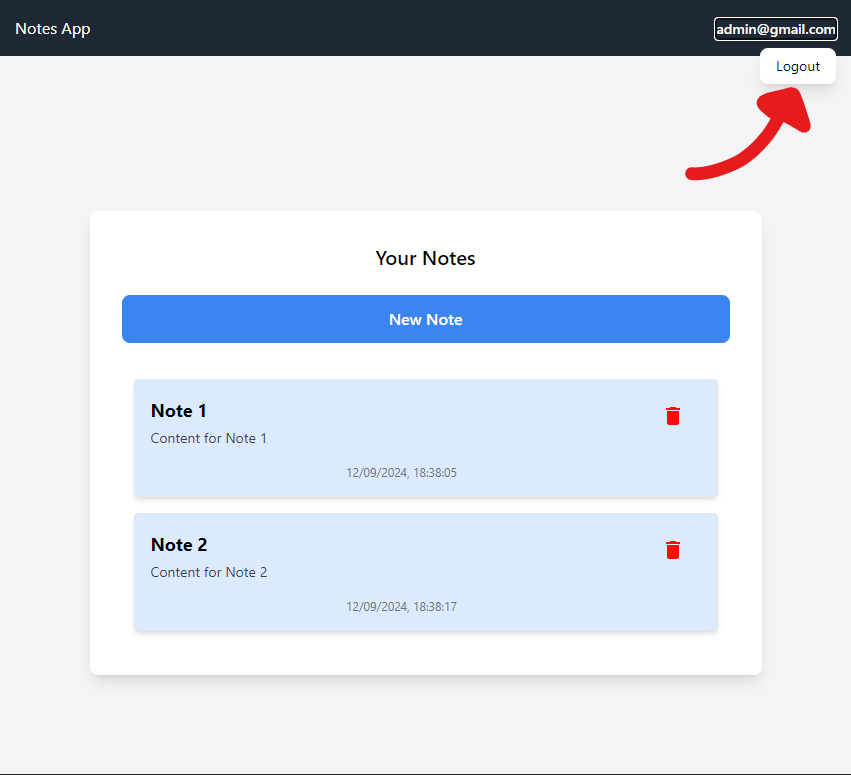 Notes App
admin@gmail.com
Logout
Your Notes
New Note
Note 1
Content for Note 1
12/09/2024, 18:38:05
Note 2
Content for Note 2
12/09/2024, 18:38:17